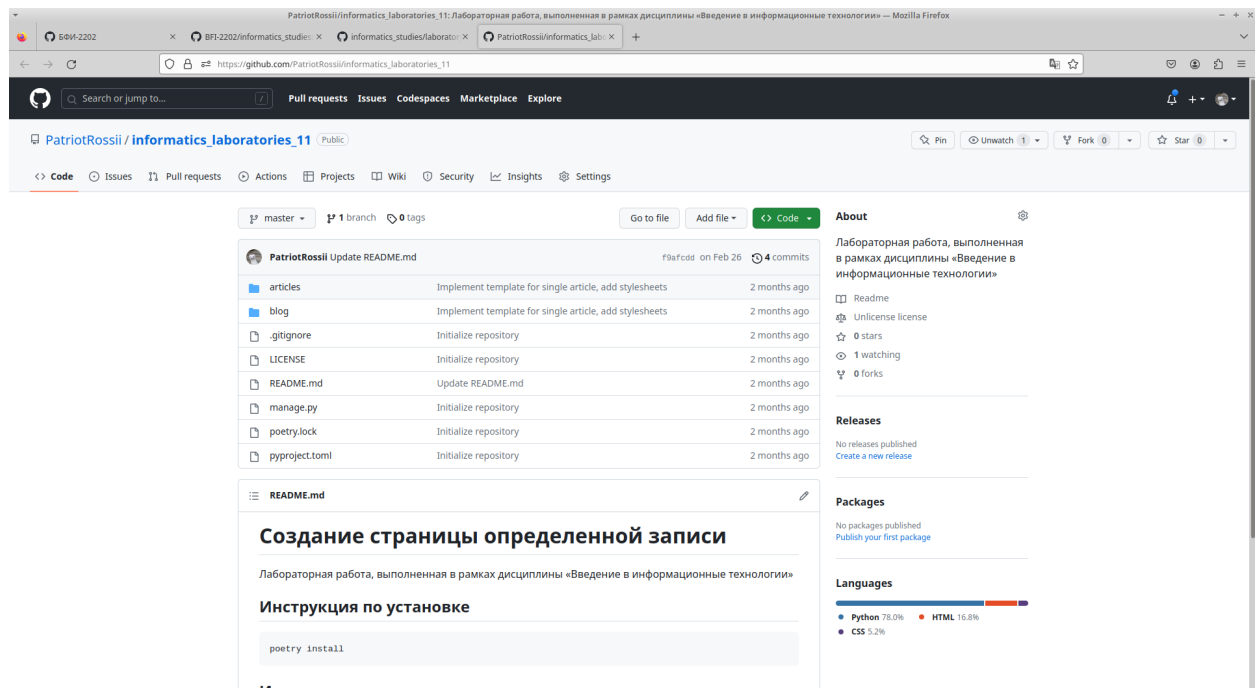 PatriotRossii/informatics_laboratories_11: Лабораторная работа, выполненная в рамках дисциплины «Введение в информационные технологии» — Mozilla Firefox
БФИ-2202
BFI-2202/informatics_studies:
informatics_studies/laborator
PatriotRossii/informatics_labo
https://github.com/PatriotRossii/informatics_laboratories_11
Search or jump to... /
Pull requests Issues Codespaces Marketplace Explore
PatriotRossii / informatics_laboratories_11 Public
Pin Unwatch 1 Fork 0 Star 0
Code Issues Pull requests Actions Projects Wiki Security Insights Settings
master 1 branch 0 tags Go to file Add file Code
PatriotRossii Update README.md f9afcdd on Feb 26 4 commits
articles Implement template for single article, add stylesheets 2 months ago
blog Implement template for single article, add stylesheets 2 months ago
.gitignore Initialize repository 2 months ago
LICENSE Initialize repository 2 months ago
README.md Update README.md 2 months ago
manage.py Initialize repository 2 months ago
poetry.lock Initialize repository 2 months ago
pyproject.toml Initialize repository 2 months ago
README.md
Создание страницы определенной записи
Лабораторная работа, выполненная в рамках дисциплины «Введение в информационные технологии»
Инструкция по установке
poetry install
About
Лабораторная работа, выполненная
в рамках дисциплины «Введение в
информационные технологии»
Readme
Unlicense license
0 stars
1 watching
0 forks
Releases
No releases published
Create a new release
Packages
No packages published
Publish your first package
Languages
Python 78.0% HTML 16.8%
CSS 5.2%